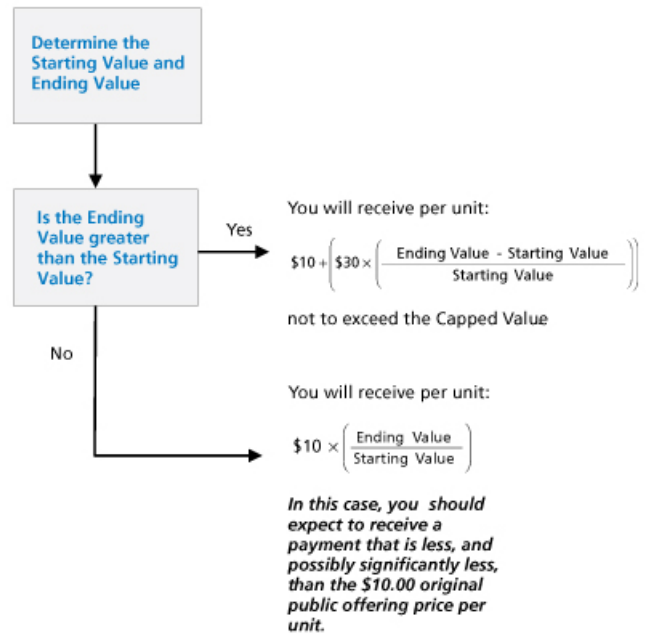 Determine the
Starting Value and
Ending Value
Is the Ending
Value greater
than the Starting
Value?
Yes
You will receive per unit:
$10 + ( $30 × ( Ending Value - Starting Value
Starting Value ) )
not to exceed the Capped Value
No
You will receive per unit:
$10 × ( Ending Value
Starting Value )
In this case, you should
expect to receive a
payment that is less, and
possibly significantly less,
than the $10.00 original
public offering price per
unit.